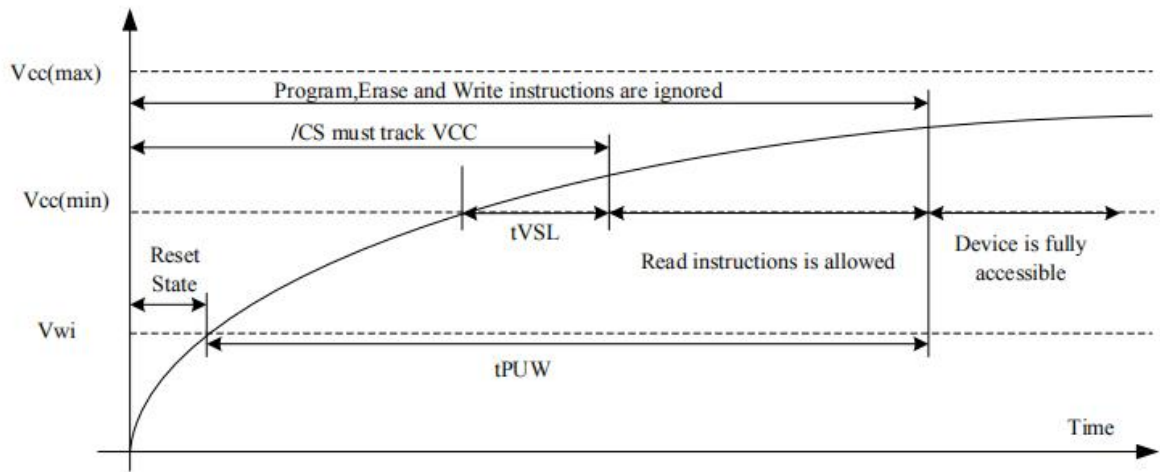 Vcc(max)
Program,Erase and Write instructions are ignored
/CS must track VCC
Vcc(min)
tVSL
Reset
State
Read instructions is allowed
Device is fully
accessible
Vwi
tPUW
Time